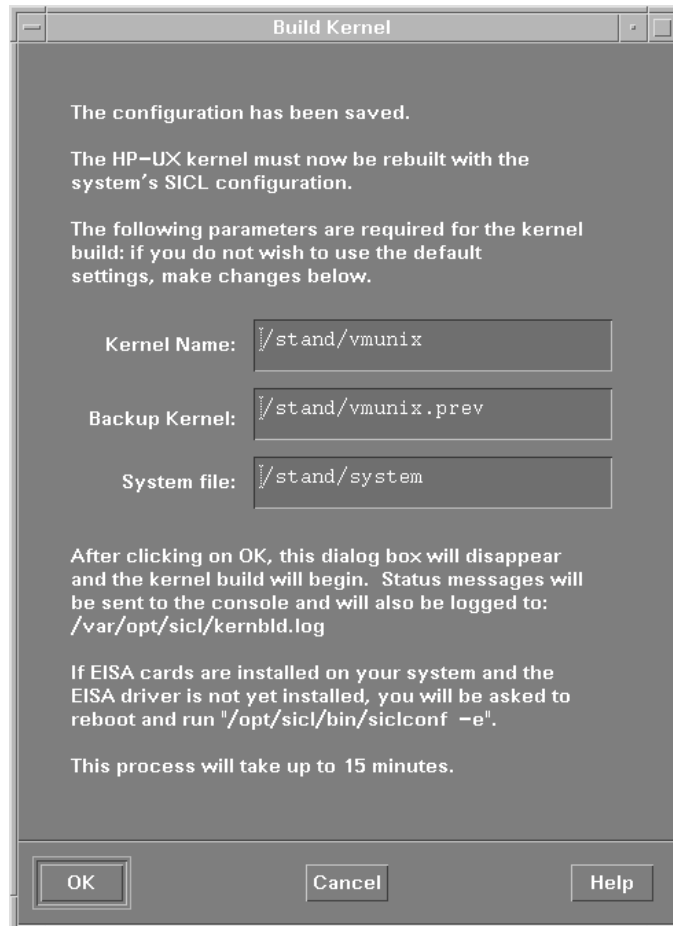 Build Kernel
The configuration has been saved.
The HP-UX kernel must now be rebuilt with the
system's SICL configuration.
The following parameters are required for the kernel
build: if you do not wish to use the default
settings, make changes below.
Kernel Name: /stand/vmunix
Backup Kernel: /stand/vmunix.prev
System file: /stand/system
After clicking on OK, this dialog box will disappear
and the kernel build will begin.  Status messages will
be sent to the console and will also be logged to:
/var/opt/sicl/kernbld.log
If EISA cards are installed on your system and the
EISA driver is not yet installed, you will be asked to
reboot and run "/opt/sicl/bin/siclconf -e".
This process will take up to 15 minutes.
OK Cancel Help